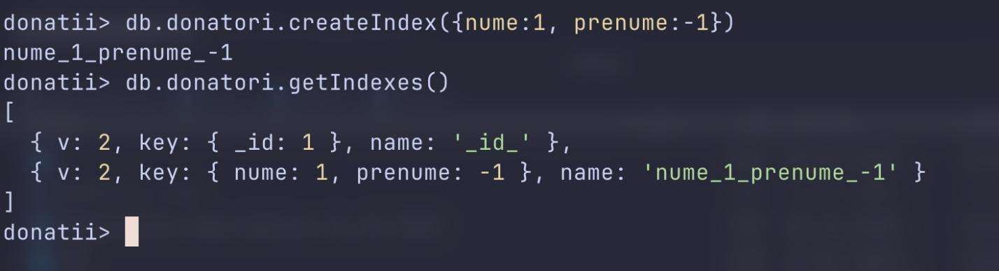 donatii> db.donatori.createIndex({nume:1, prenume:-1})
nume_1_prenume_-1
donatii> db.donatori.getIndexes()
[
  { v: 2, key: { _id: 1 }, name: '_id_' },
  { v: 2, key: { nume: 1, prenume: -1 }, name: 'nume_1_prenume_-1' }
]
donatii>